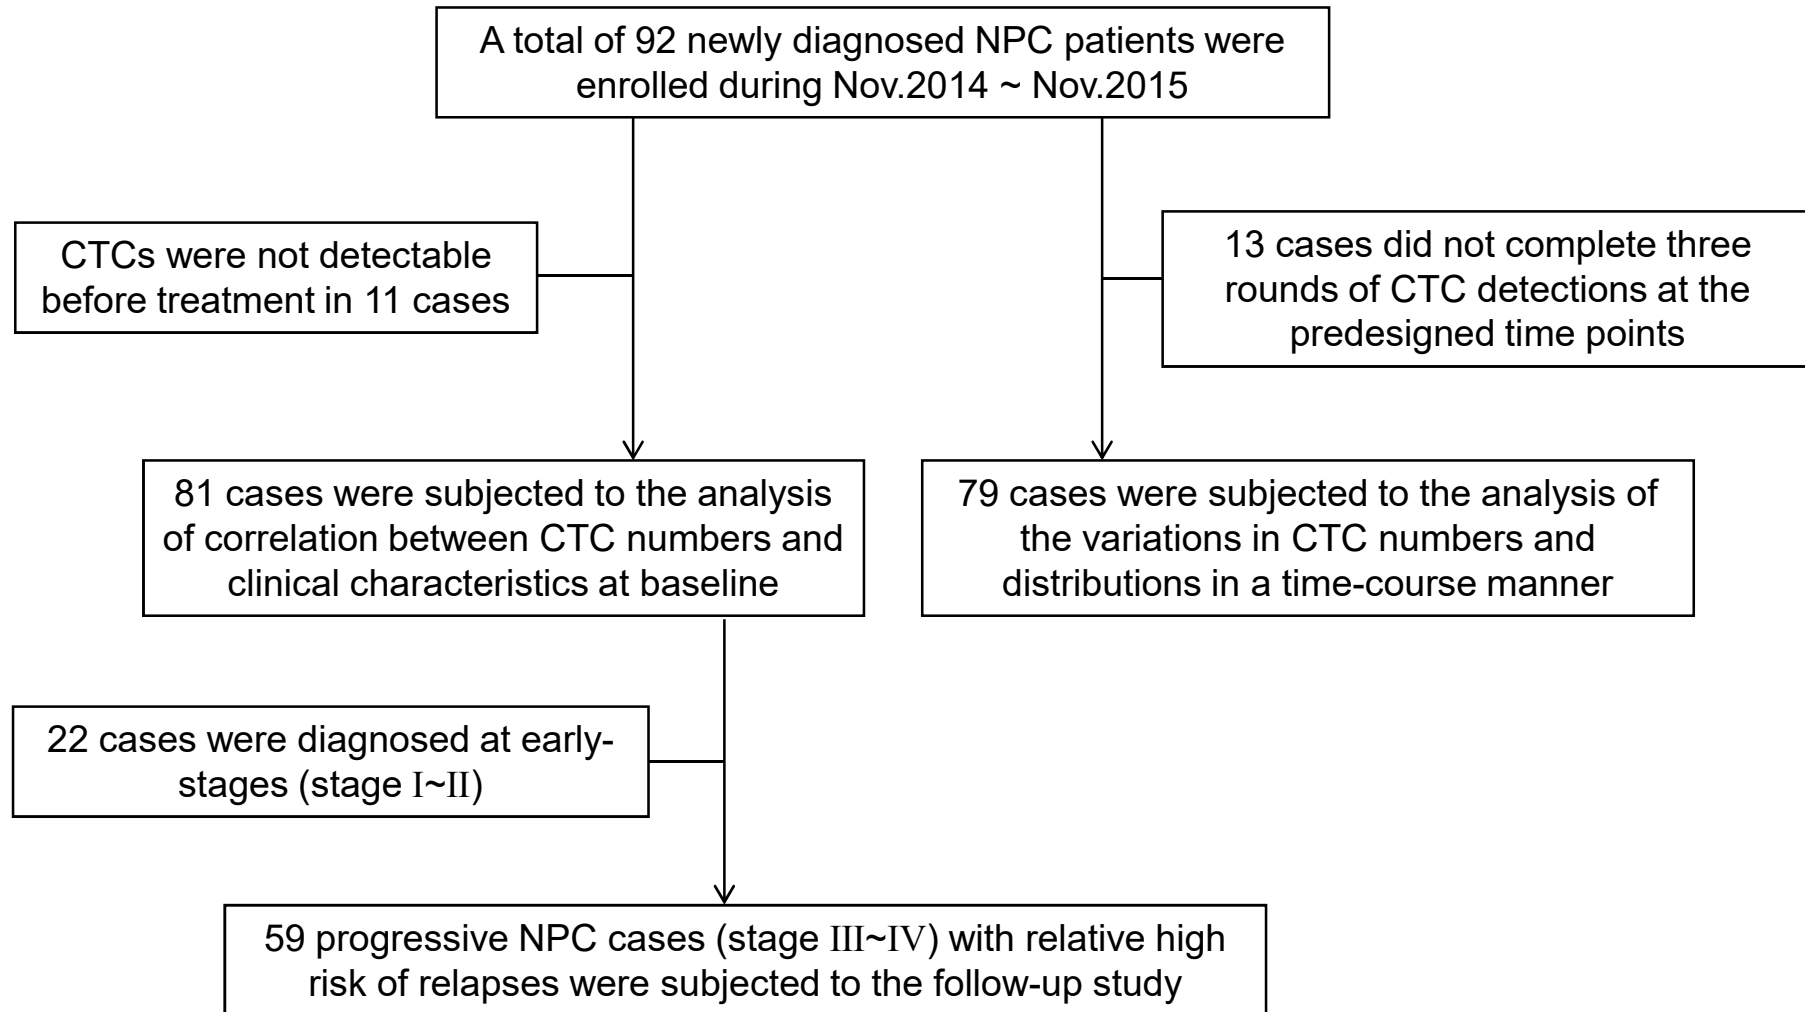 A total of 92 newly diagnosed NPC patients were
enrolled during Nov.2014 ~ Nov.2015
CTCs were not detectable
before treatment in 11 cases
13 cases did not complete three
rounds of CTC detections at the
predesigned time points
81 cases were subjected to the analysis
of correlation between CTC numbers and
clinical characteristics at baseline
79 cases were subjected to the analysis of
the variations in CTC numbers and
distributions in a time-course manner
22 cases were diagnosed at early-
stages (stage I~II)
59 progressive NPC cases (stage III~IV) with relative high
risk of relapses were subjected to the follow-up study